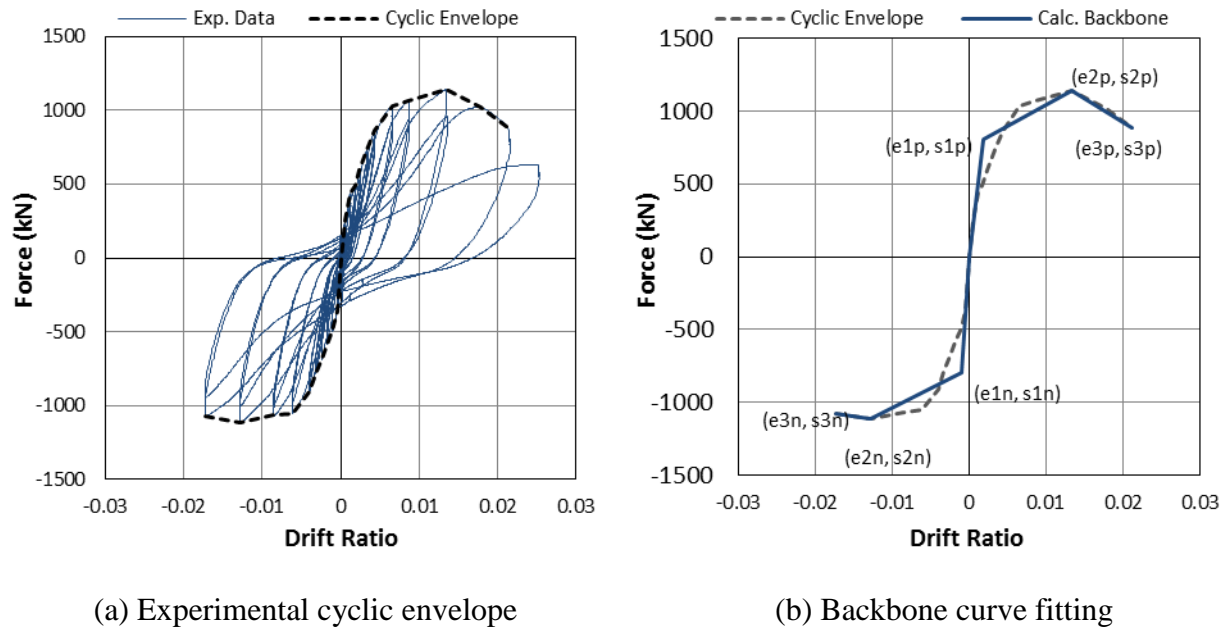 Exp. Data
Cyclic Envelope
1500
1000
500
0
-500
-1000
-1500
-0.03
-0.02
-0.01
0
0.01
0.02
0.03
Force (kN)
Drift Ratio
(a) Experimental cyclic envelope
Cyclic Envelope
Calc. Backbone
1500
1000
500
0
-500
-1000
-1500
-0.03
-0.02
-0.01
0
0.01
0.02
0.03
Force (kN)
Drift Ratio
(e2p, s2p)
(e1p, s1p)
(e3p, s3p)
(e1n, s1n)
(e3n, s3n)
(e2n, s2n)
(b) Backbone curve fitting